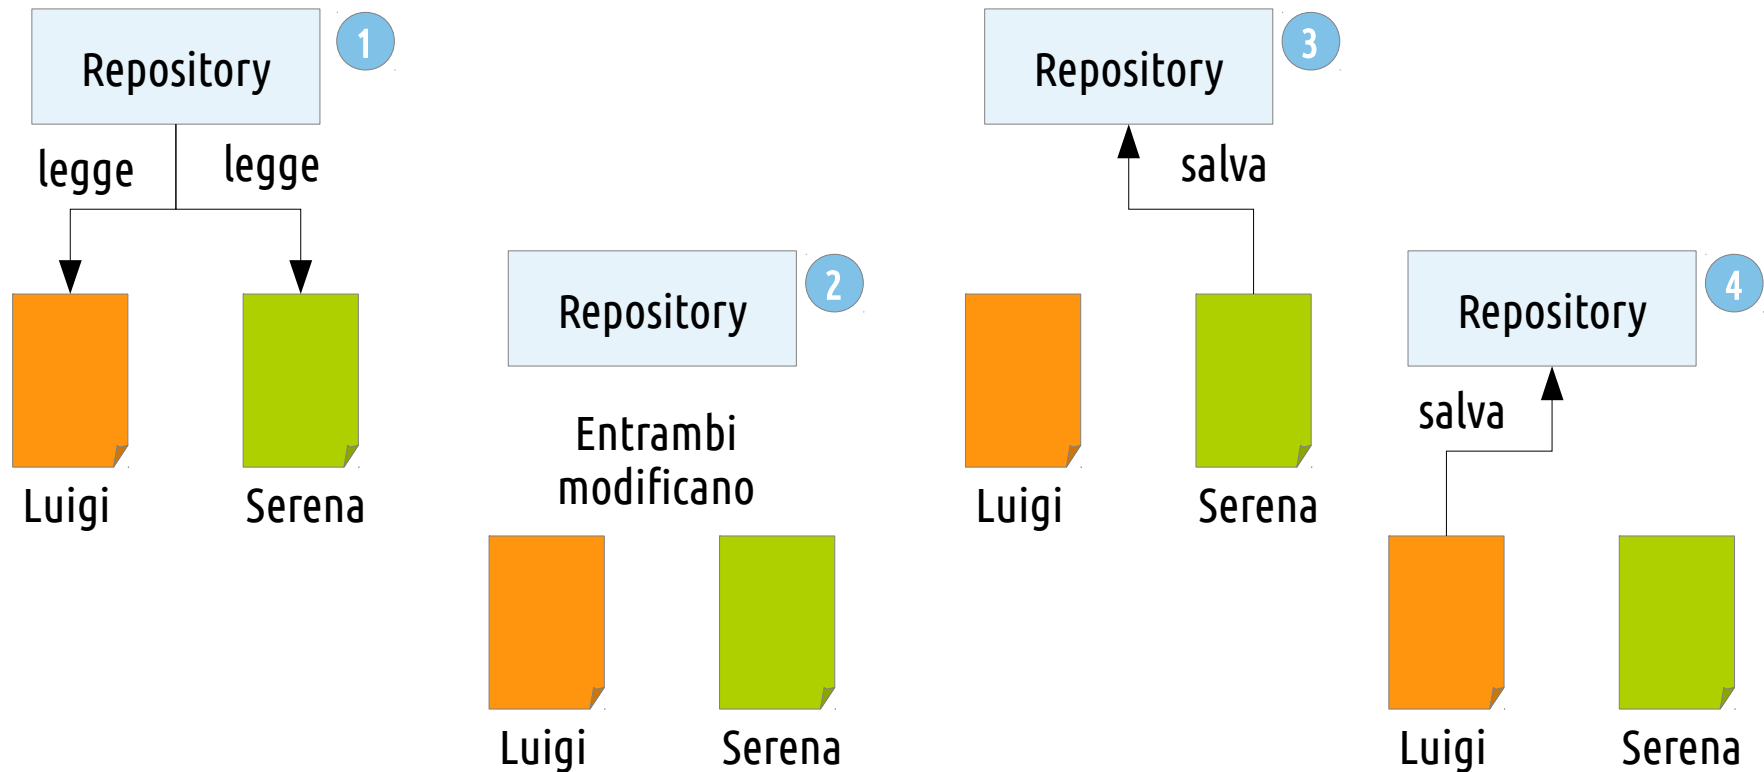 Repository
1
legge
legge
Luigi
Serena
Repository
2
Entrambi
modificano
Luigi
Serena
Repository
3
salva
Luigi
Serena
Repository
4
salva
Luigi
Serena